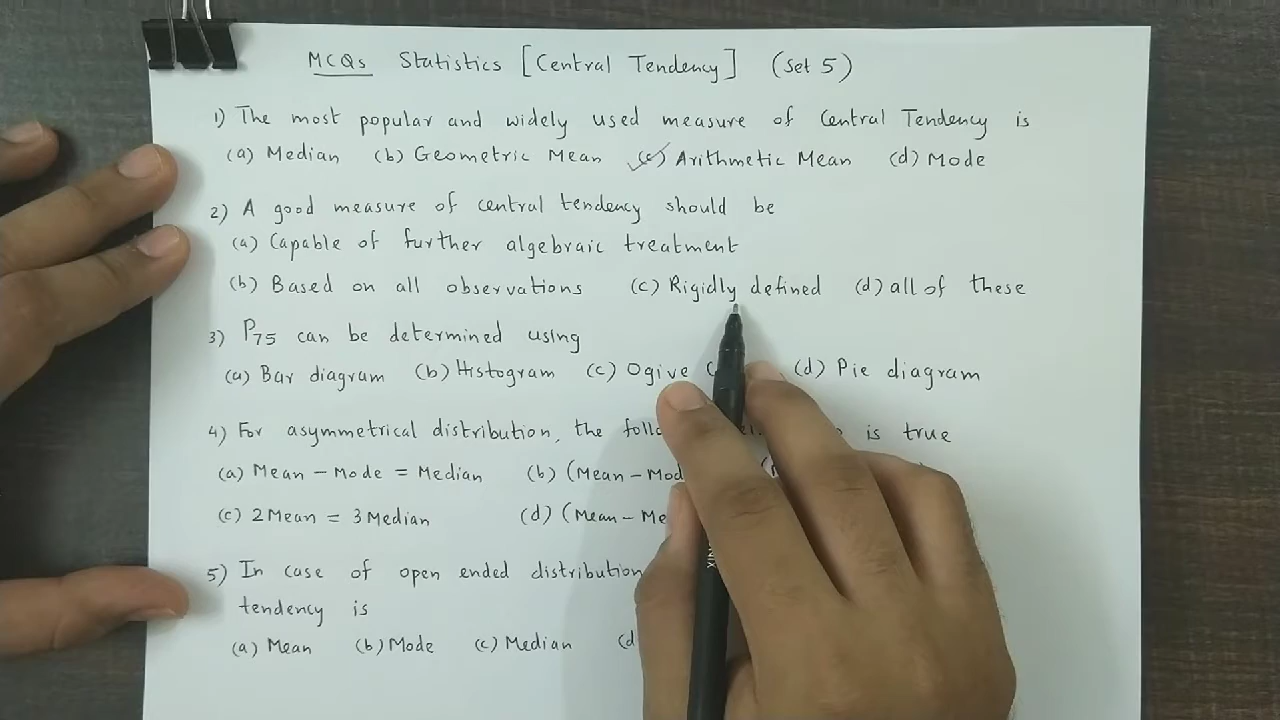 MCQs Statistics [Central Tendency] (Set 5)
1) The most popular and widely used measure of Central Tendency is
(a) Median (b) Geometric Mean (c) Arithmetic Mean (d) Mode
2) A good measure of central tendency should be
(a) Capable of further algebraic treatment
(b) Based on all observations (c) Rigidly defined (d) all of these
3) P75 can be determined using
(a) Bar diagram (b) Histogram (c) Ogive (d) Pie diagram
4) For asymmetrical distribution, the is true
(a) Mean - Mode = Median (b) (Mean -
(c) 2 Mean = 3 Median (d) (Mean -
5) In case of open ended distribution
tendency is
(a) Mean (b) Mode (c) Median (d